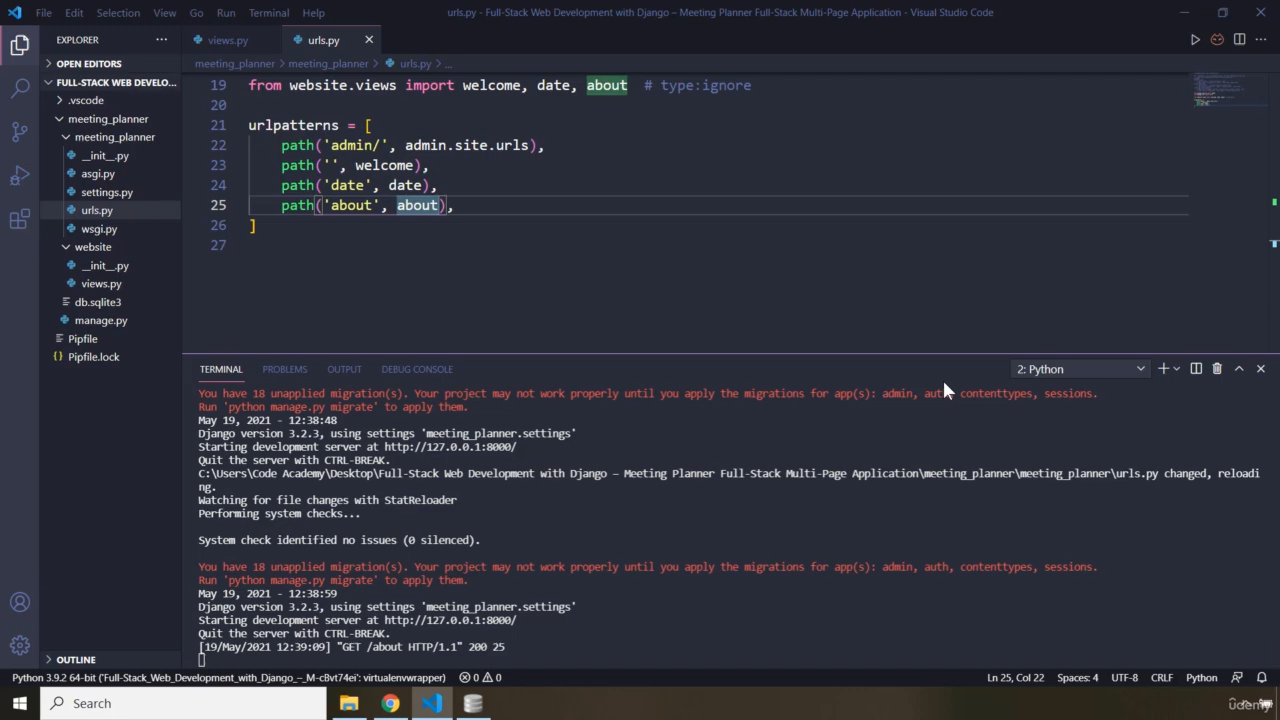 File Edit Selection View Go Run Terminal Help
urls.py - Full-Stack Web Development with Django – Meeting Planner Full-Stack Multi-Page Application - Visual Studio Code
EXPLORER
views.py
urls.py
OPEN EDITORS
FULL-STACK WEB DEVELO...
.vscode
meeting_planner
meeting_planner
__init__.py
asgi.py
settings.py
urls.py
wsgi.py
website
__init__.py
views.py
db.sqlite3
manage.py
Pipfile
Pipfile.lock
OUTLINE
meeting_planner > meeting_planner > urls.py > ...
19 from website.views import welcome, date, about # type:ignore
20
21 urlpatterns = [
22 path('admin/', admin.site.urls),
23 path('', welcome),
24 path('date', date),
25 path('about', about),
26 ]
27
TERMINAL PROBLEMS OUTPUT DEBUG CONSOLE
2: Python
You have 18 unapplied migration(s). Your project may not work properly until you apply the migrations for app(s): admin, auth, contenttypes, sessions.
Run 'python manage.py migrate' to apply them.
May 19, 2021 - 12:38:48
Django version 3.2.3, using settings 'meeting_planner.settings'
Starting development server at http://127.0.0.1:8000/
Quit the server with CTRL-BREAK.
C:\Users\Code Academy\Desktop\Full-Stack Web Development with Django – Meeting Planner Full-Stack Multi-Page Application\meeting_planner\meeting_planner\urls.py changed, reloadi
ng.
Watching for file changes with StatReloader
Performing system checks...
System check identified no issues (0 silenced).
You have 18 unapplied migration(s). Your project may not work properly until you apply the migrations for app(s): admin, auth, contenttypes, sessions.
Run 'python manage.py migrate' to apply them.
May 19, 2021 - 12:38:59
Django version 3.2.3, using settings 'meeting_planner.settings'
Starting development server at http://127.0.0.1:8000/
Quit the server with CTRL-BREAK.
[19/May/2021 12:39:09] "GET /about HTTP/1.1" 200 25
Python 3.9.2 64-bit ('Full-Stack_Web_Development_with_Django_–_M-cBvt74ei': virtualenvwrapper) 0 0
Ln 25, Col 22 Spaces: 4 UTF-8 CRLF Python
Search
udemy